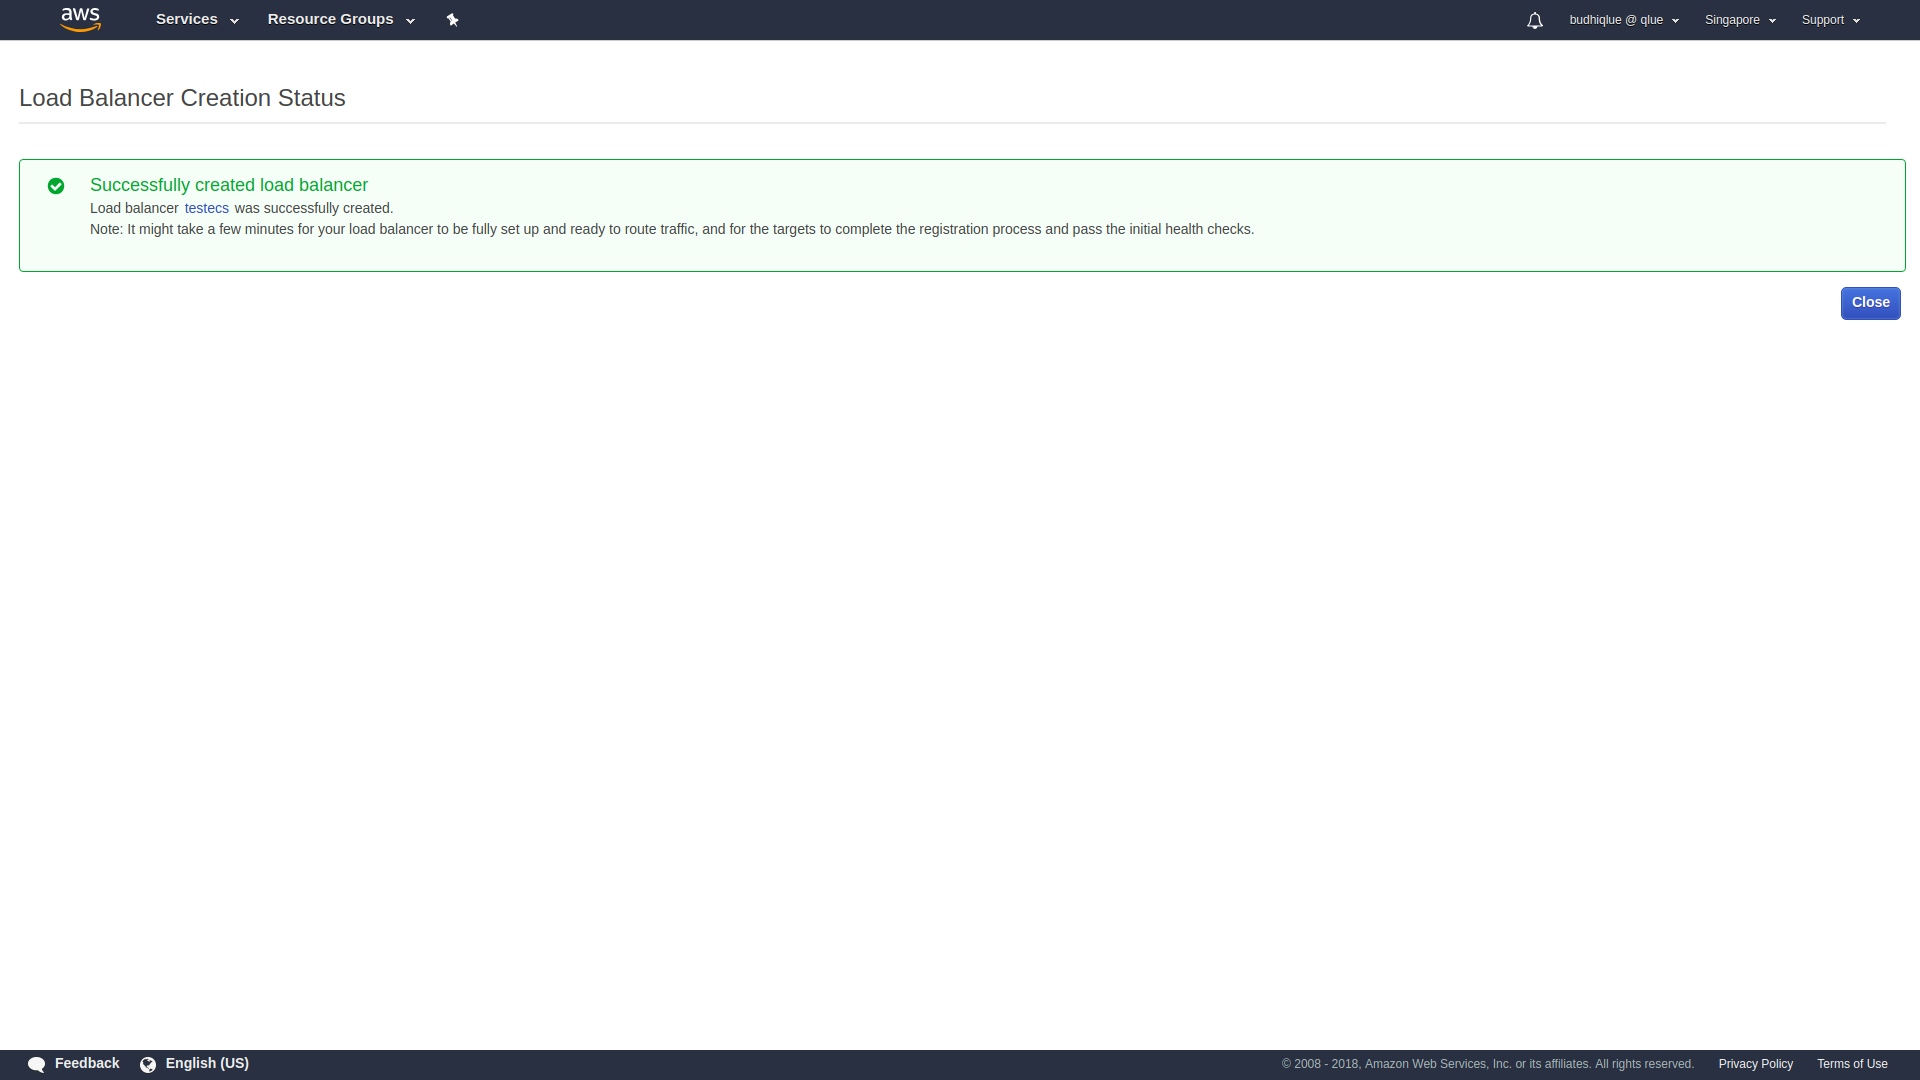 aws Services Resource Groups budhiqlue @ qlue Singapore Support
Load Balancer Creation Status
Successfully created load balancer
Load balancer testecs was successfully created.
Note: It might take a few minutes for your load balancer to be fully set up and ready to route traffic, and for the targets to complete the registration process and pass the initial health checks.
Close
Feedback English (US) © 2008 - 2018, Amazon Web Services, Inc. or its affiliates. All rights reserved. Privacy Policy Terms of Use